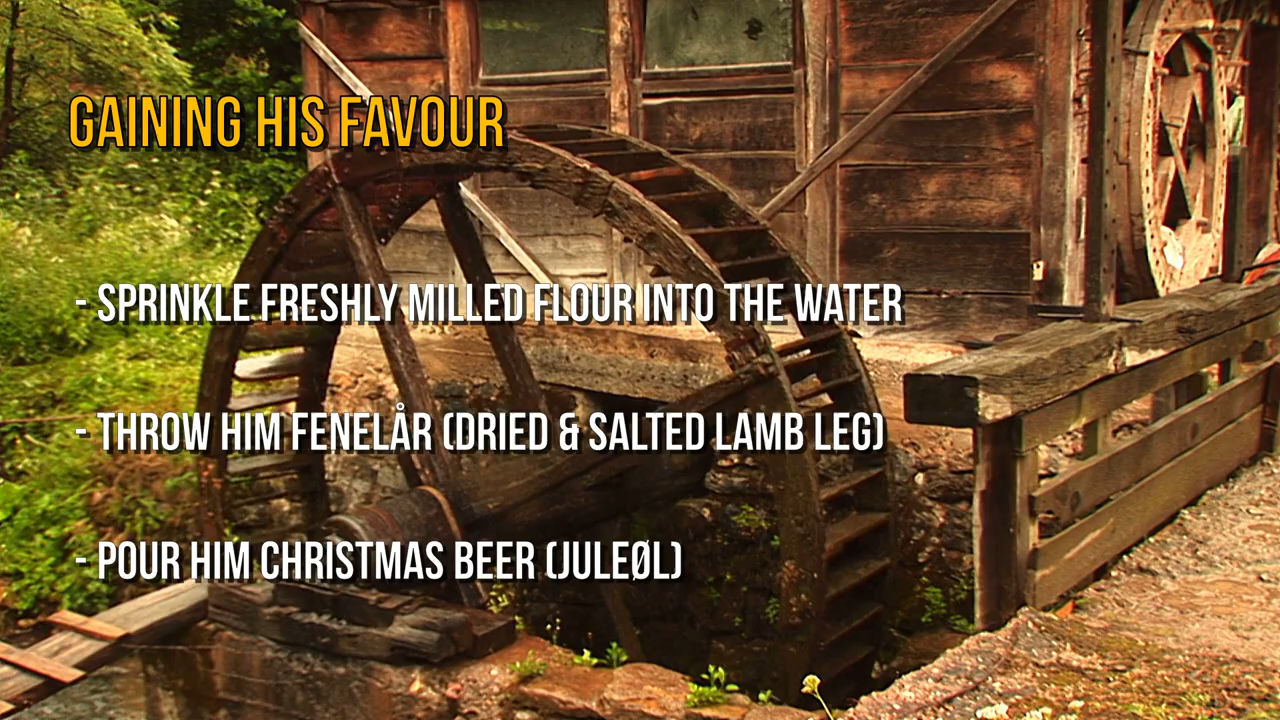 GAINING HIS FAVOUR
- SPRINKLE FRESHLY MILLED FLOUR INTO THE WATER
- THROW HIM FENELÅR (DRIED & SALTED LAMB LEG)
- POUR HIM CHRISTMAS BEER (JULEØL)